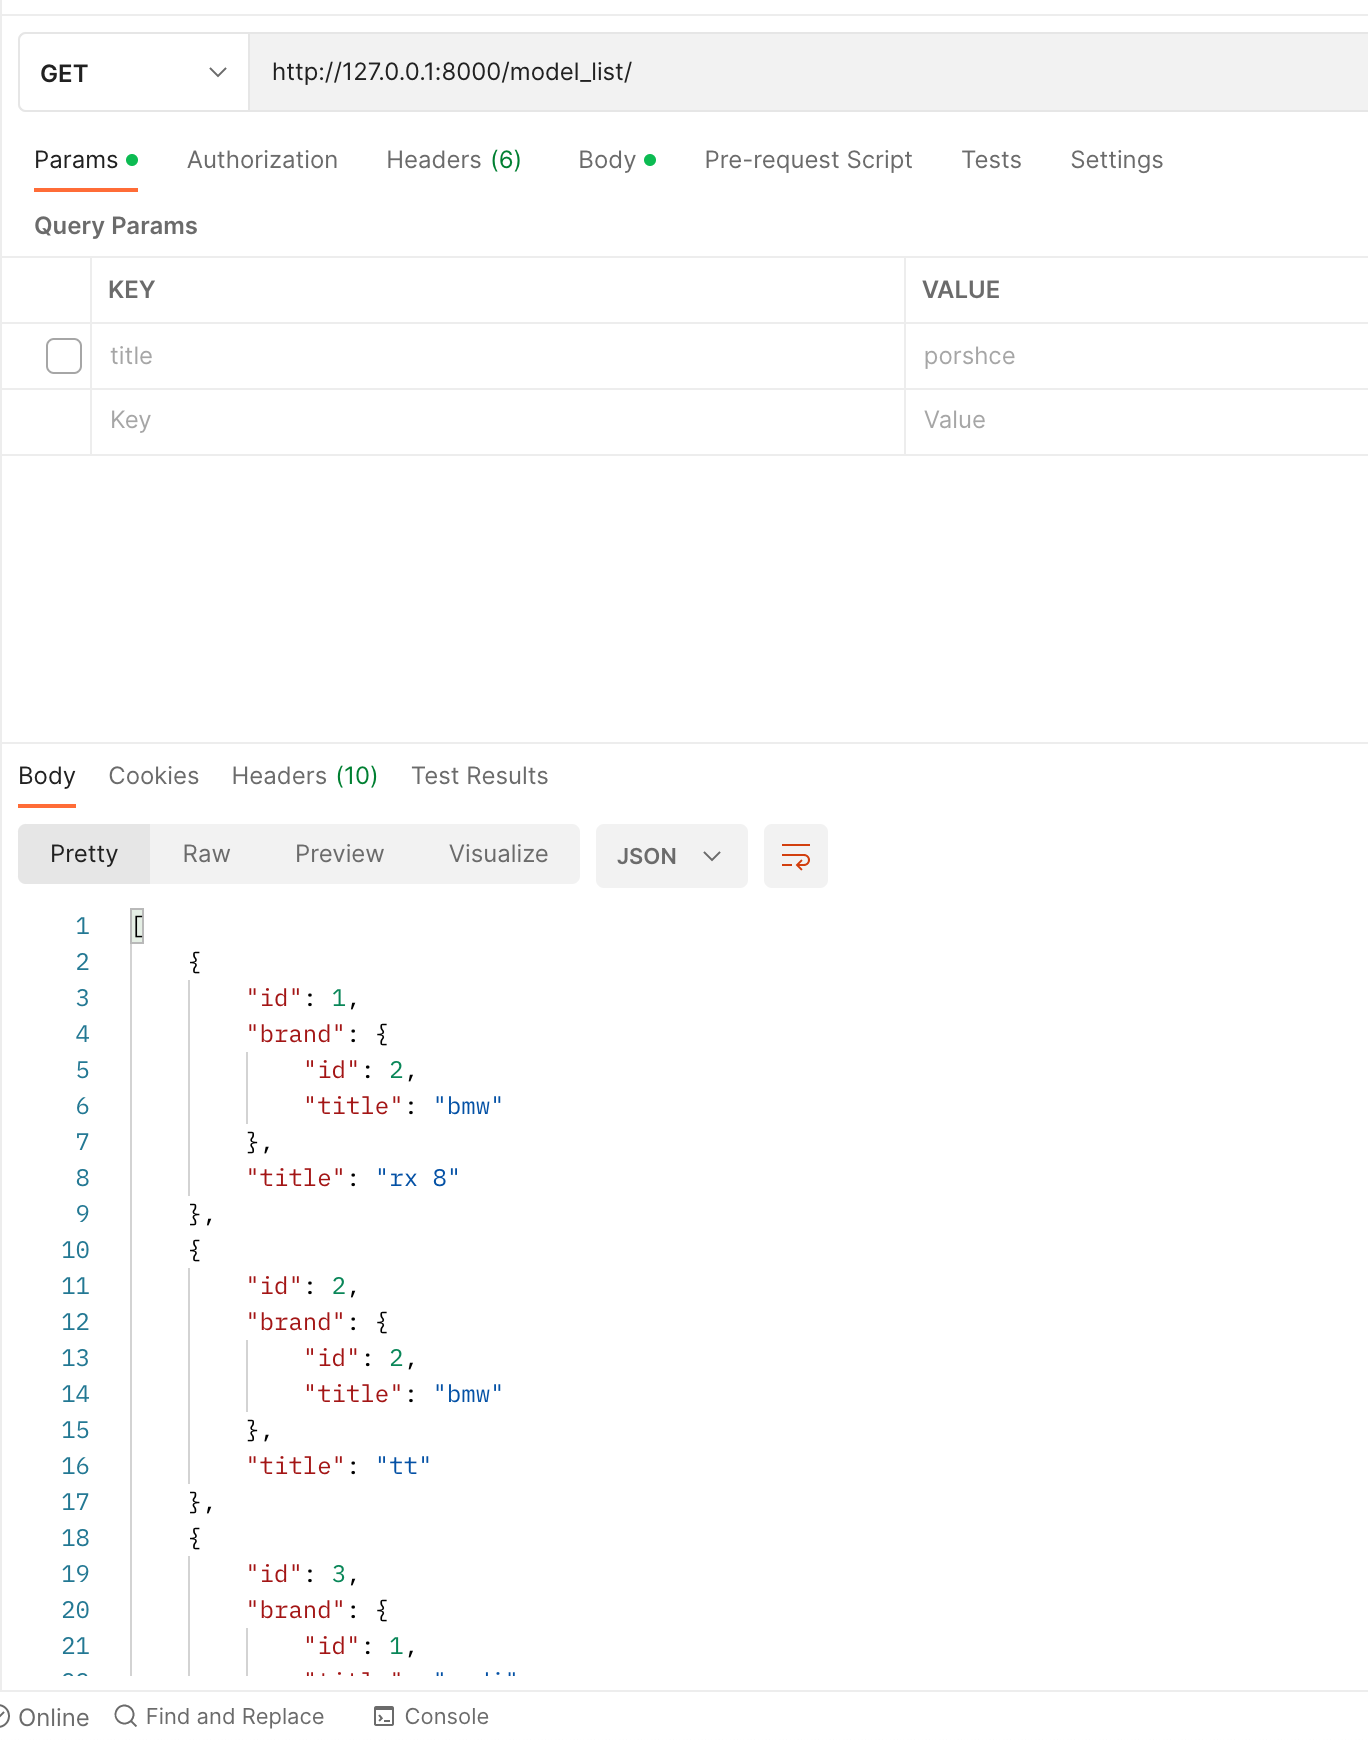 GET http://127.0.0.1:8000/model_list/
Params Authorization Headers (6) Body Pre-request Script Tests Settings
Query Params
KEY VALUE
title porshce
Key Value
Body Cookies Headers (10) Test Results
Pretty Raw Preview Visualize JSON
1 [
2 {
3 "id": 1,
4 "brand": {
5 "id": 2,
6 "title": "bmw"
7 },
8 "title": "rx 8"
9 },
10 {
11 "id": 2,
12 "brand": {
13 "id": 2,
14 "title": "bmw"
15 },
16 "title": "tt"
17 },
18 {
19 "id": 3,
20 "brand": {
21 "id": 1,
Online Find and Replace Console